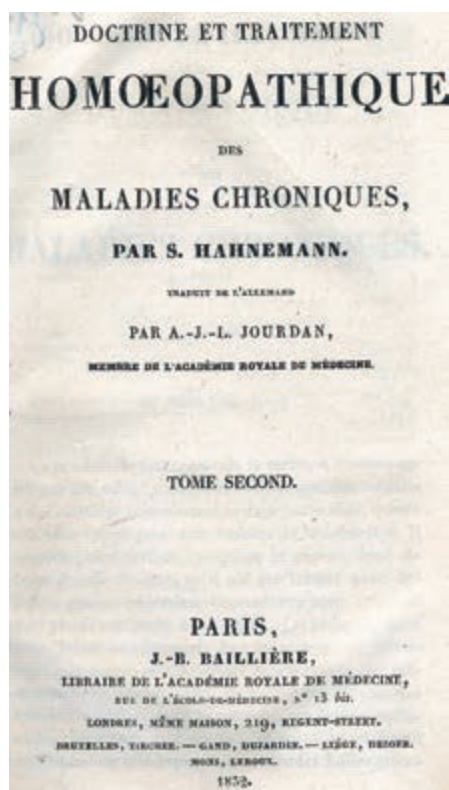 DOCTRINE ET TRAITEMENT
HOMŒOPATHIQUE
DES
MALADIES CHRONIQUES,
PAR S. HAHNEMANN.
TRADUIT DE L'ALLEMAND
PAR A.-J.-L. JOURDAN,
MEMBRE DE L'ACADÉMIE ROYALE DE MÉDECINE.
TOME SECOND.
PARIS,
J.-B. BAILLIÈRE,
LIBRAIRE DE L'ACADÉMIE ROYALE DE MÉDECINE,
RUE DE L'ÉCOLE-DE-MÉDECINE, N° 13 bis.
LONDRES, MÊME MAISON, 219, REGENT-STREET.
BRUXELLES, TIRCHER. — GAND, DUJARDIN. — LIÉGE, DESOER.
MONS, LEROUX.
1832.